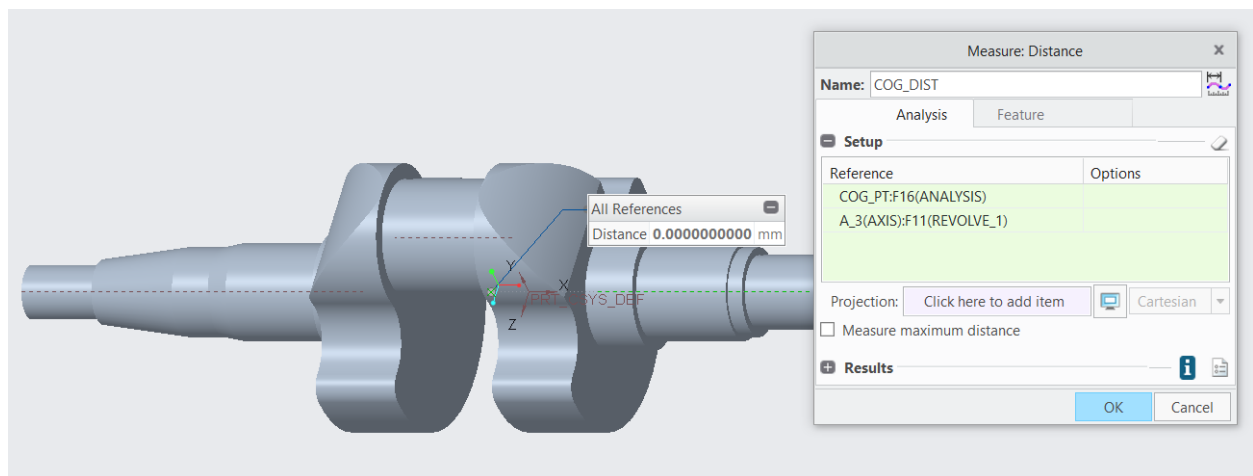 Measure: Distance
Name: COG_DIST
Analysis Feature
Setup
Reference Options
COG_PT:F16(ANALYSIS)
A_3(AXIS):F11(REVOLVE_1)
Projection: Click here to add item Cartesian
Measure maximum distance
Results
OK Cancel
All References
Distance 0.0000000000 mm
Y
X
Z